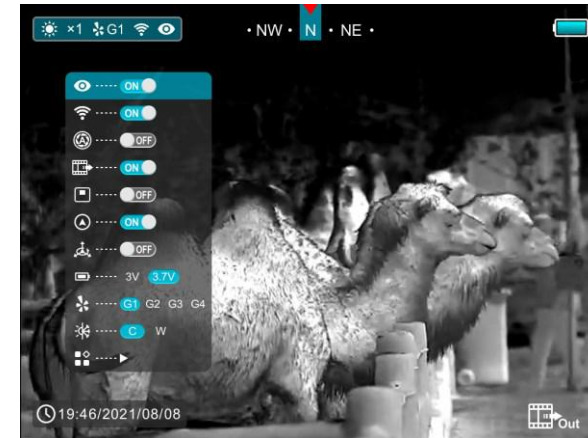 ×1 G1
• NW • N • NE •
ON
ON
OFF
ON
OFF
ON
OFF
3V 3.7V
G1 G2 G3 G4
C W
19:46/2021/08/08
Out